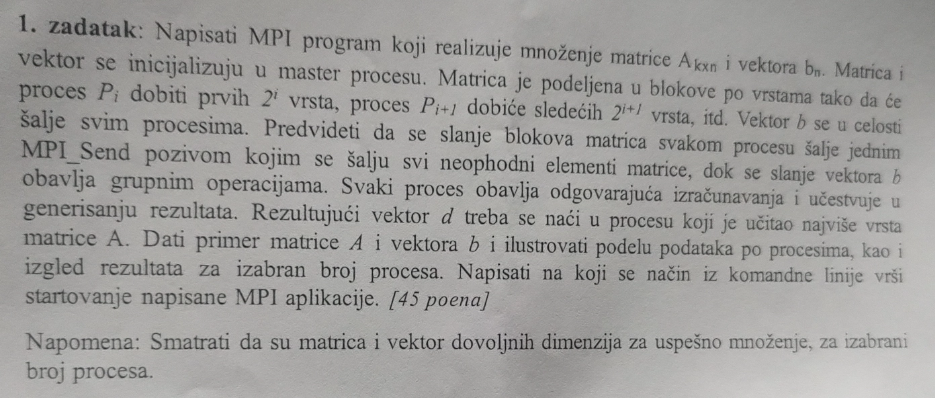 1. zadatak: Napisati MPI program koji realizuje množenje matrice Akxn i vektora bn. Matrica i
vektor se inicijalizuju u master procesu. Matrica je podeljena u blokove po vrstama tako da će
proces Pi dobiti prvih 2^i vrsta, proces Pi+1 dobiće sledećih 2^i+1 vrsta, itd. Vektor b se u celosti
šalje svim procesima. Predvideti da se slanje blokova matrica svakom procesu šalje jednim
MPI_Send pozivom kojim se šalju svi neophodni elementi matrice, dok se slanje vektora b
obavlja grupnim operacijama. Svaki proces obavlja odgovarajuća izračunavanja i učestvuje u
generisanju rezultata. Rezultujući vektor d treba se naći u procesu koji je učitao najviše vrsta
matrice A. Dati primer matrice A i vektora b i ilustrovati podelu podataka po procesima, kao i
izgled rezultata za izabran broj procesa. Napisati na koji se način iz komandne linije vrši
startovanje napisane MPI aplikacije. [45 poena]
Napomena: Smatrati da su matrica i vektor dovoljnih dimenzija za uspešno množenje, za izabrani
broj procesa.